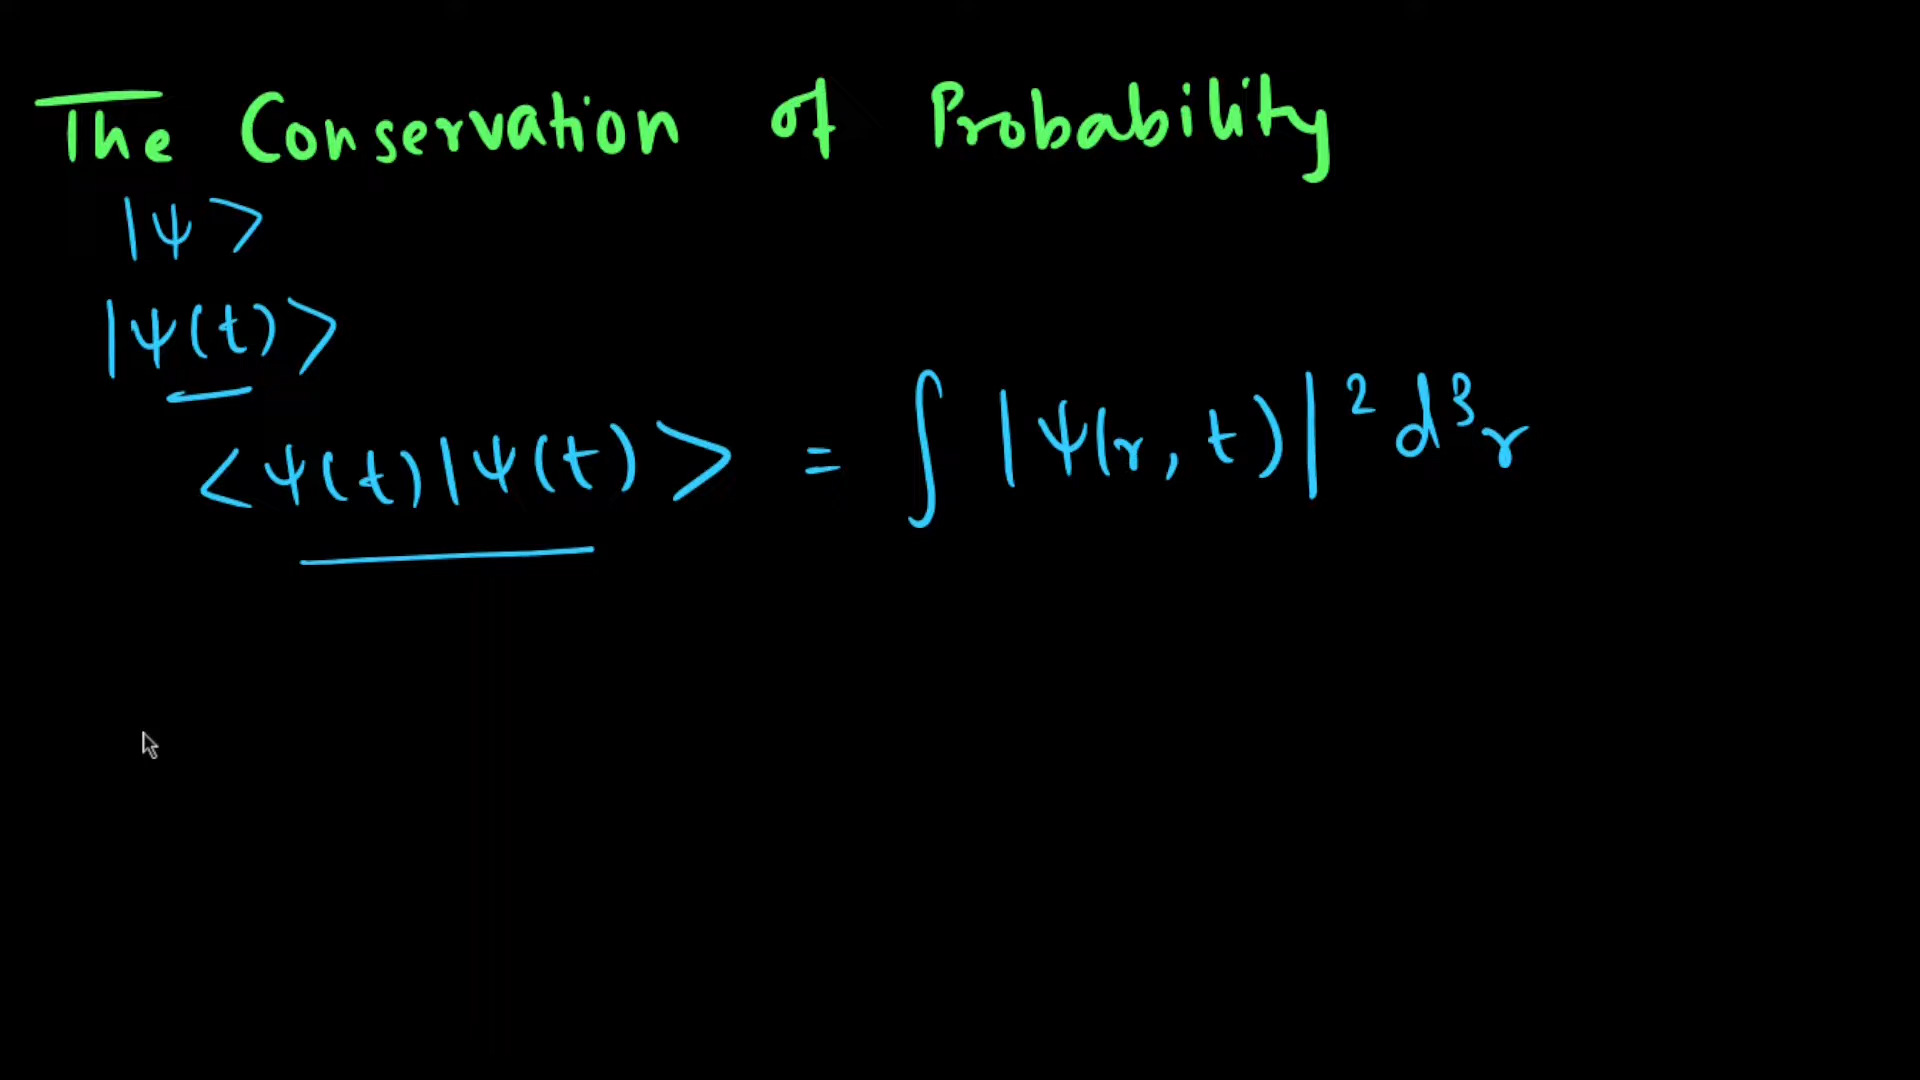 The Conservation of Probability
|ψ>
|ψ(t)>
<ψ(t)|ψ(t)> = ∫ |ψ(r, t)|² d³r